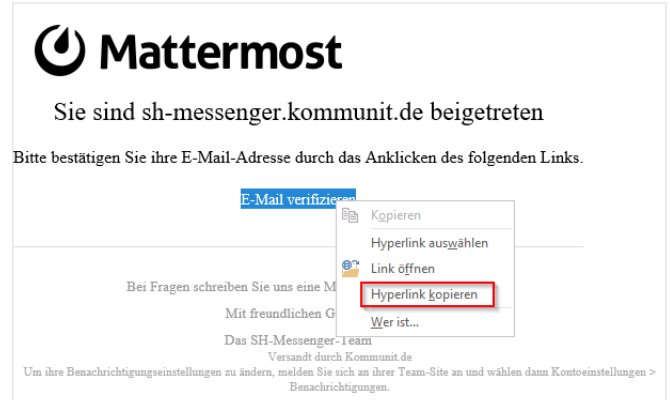 Mattermost
Sie sind sh-messenger.kommunit.de beigetreten
Bitte bestätigen Sie ihre E-Mail-Adresse durch das Anklicken des folgenden Links.
E-Mail verifizieren
Kopieren
Hyperlink auswählen
Link öffnen
Hyperlink kopieren
Wer ist...
Bei Fragen schreiben Sie uns eine M
Mit freundlichen G
Das SH-Messenger-Team
Versandt durch Kommunit.de
Um ihre Benachrichtigungseinstellungen zu ändern, melden Sie sich an ihrer Team-Site an und wählen dann Kontoeinstellungen >
Benachrichtigungen.